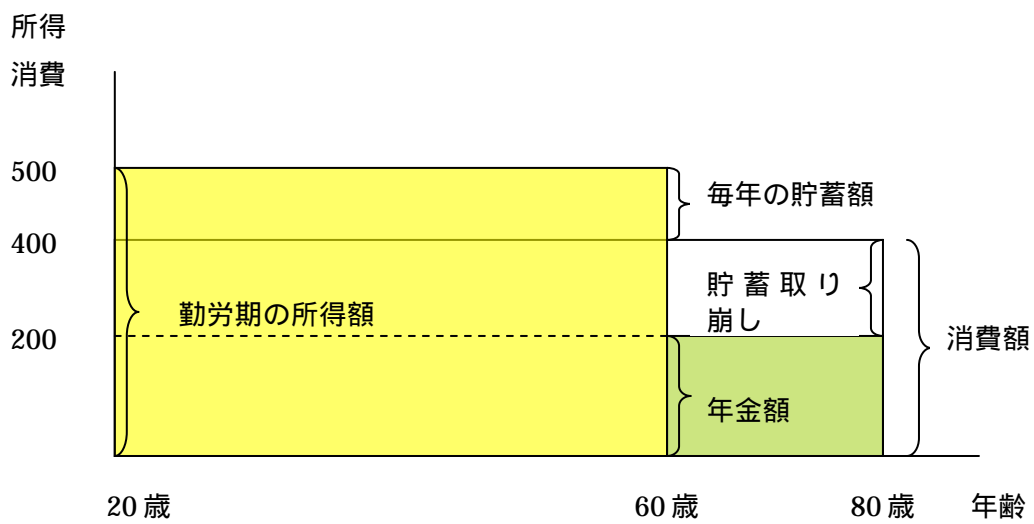 所得
消費
500
毎年の貯蓄額
400
貯蓄取り
崩し
勤労期の所得額
200
消費額
年金額
20歳
60歳
80歳
年齢